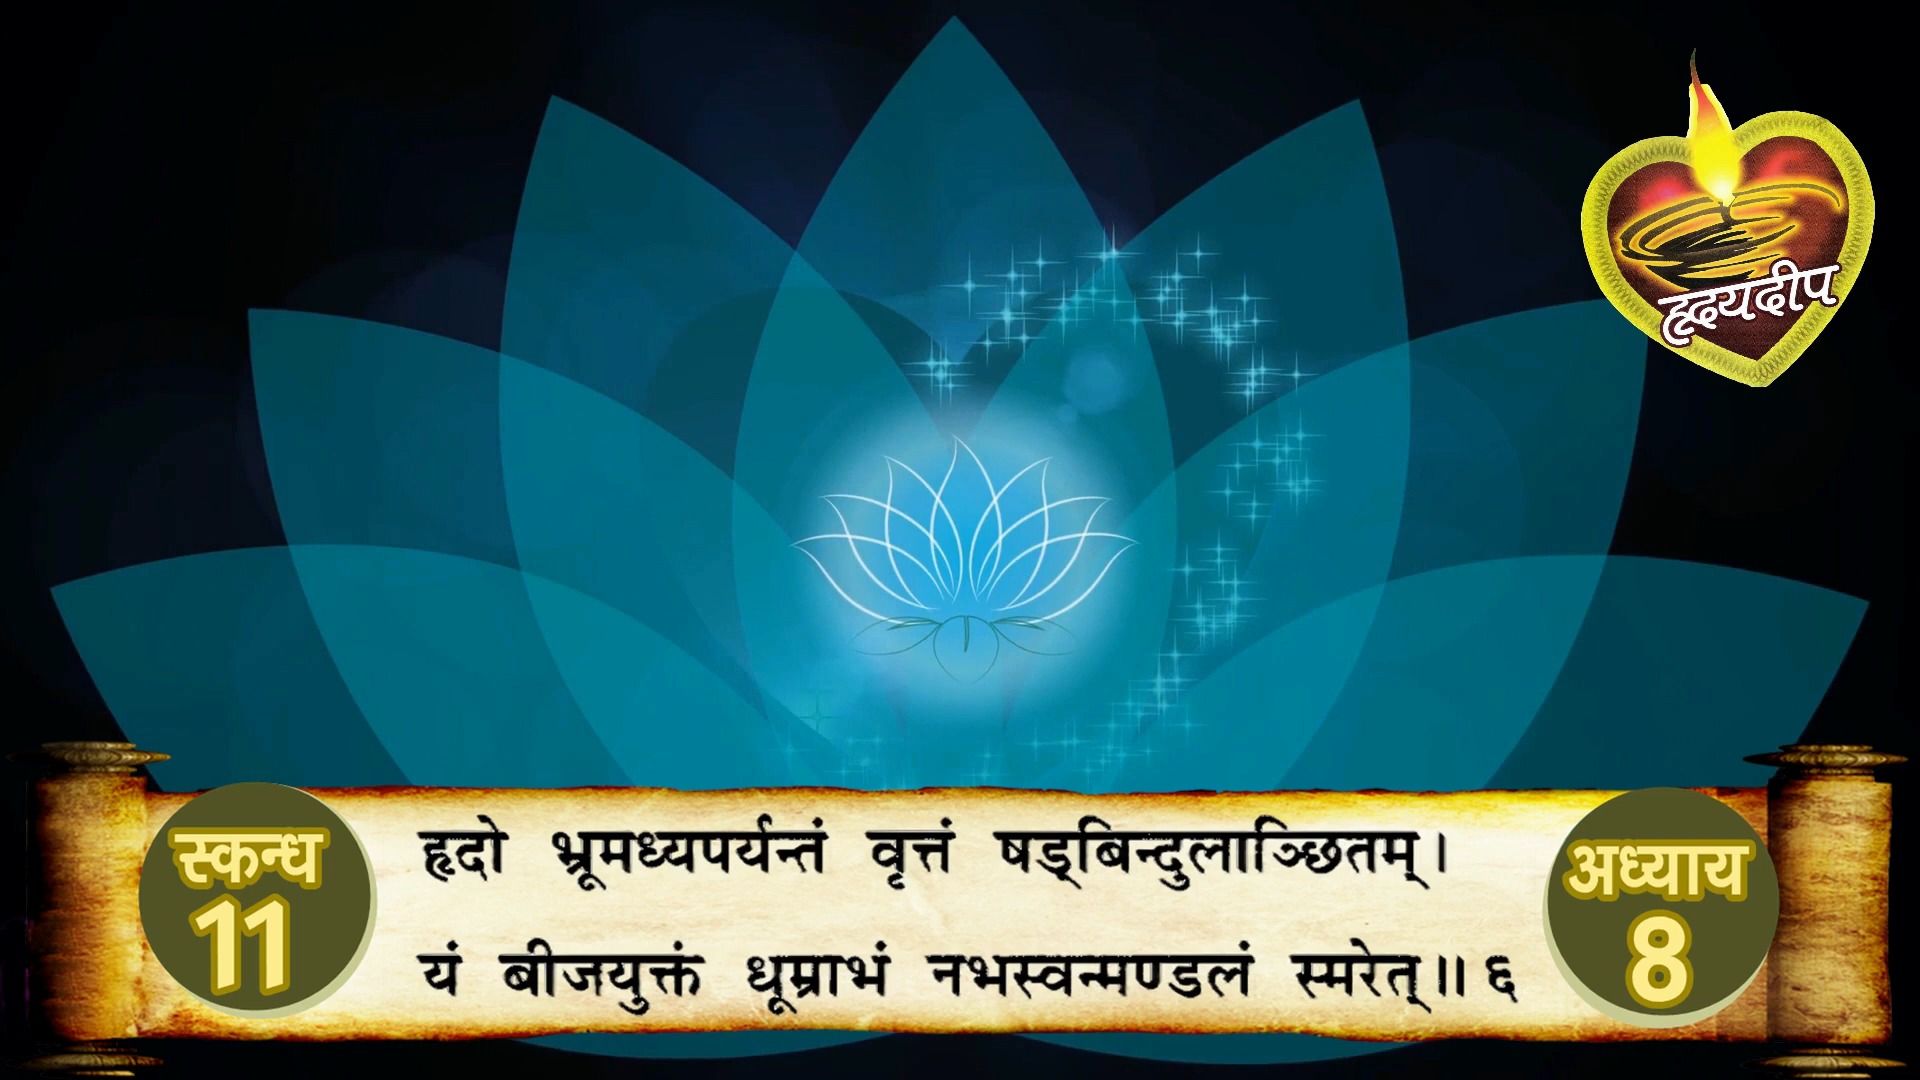 हृदयदीप
स्कन्ध
11
हृदो भ्रूमध्यपर्यन्तं वृत्तं षड्बिन्दुलाञ्छितम्।
यं बीजयुक्तं धूम्राभं नभस्वन्मण्डलं स्मरेत्॥ ६
अध्याय
8